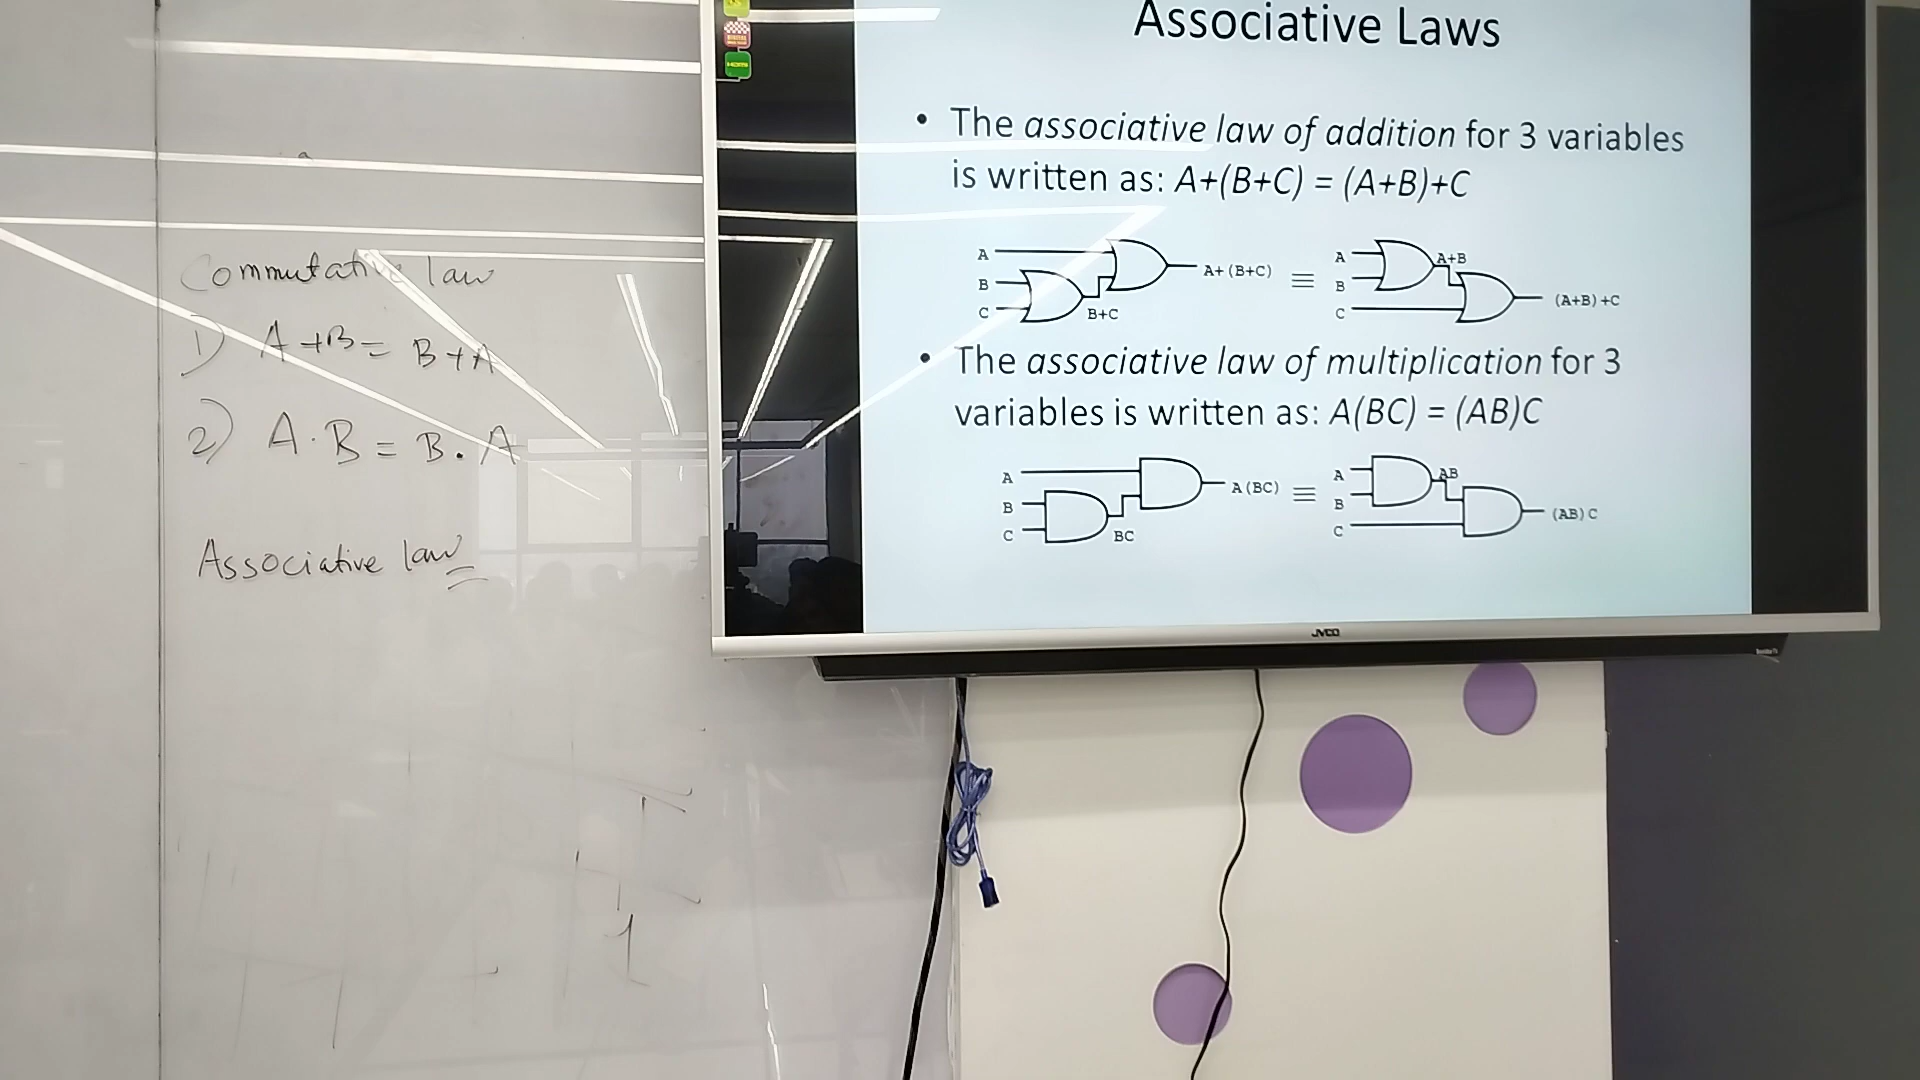 Commutative law
1) A+B = B+A
2) A.B = B.A
Associative law
Associative Laws
• The associative law of addition for 3 variables
is written as: A+(B+C) = (A+B)+C
A
B
C
B+C
A+(B+C)
≡
A
B
C
A+B
(A+B)+C
• The associative law of multiplication for 3
variables is written as: A(BC) = (AB)C
A
B
C
BC
A(BC)
≡
A
B
C
AB
(AB)C
JVCO